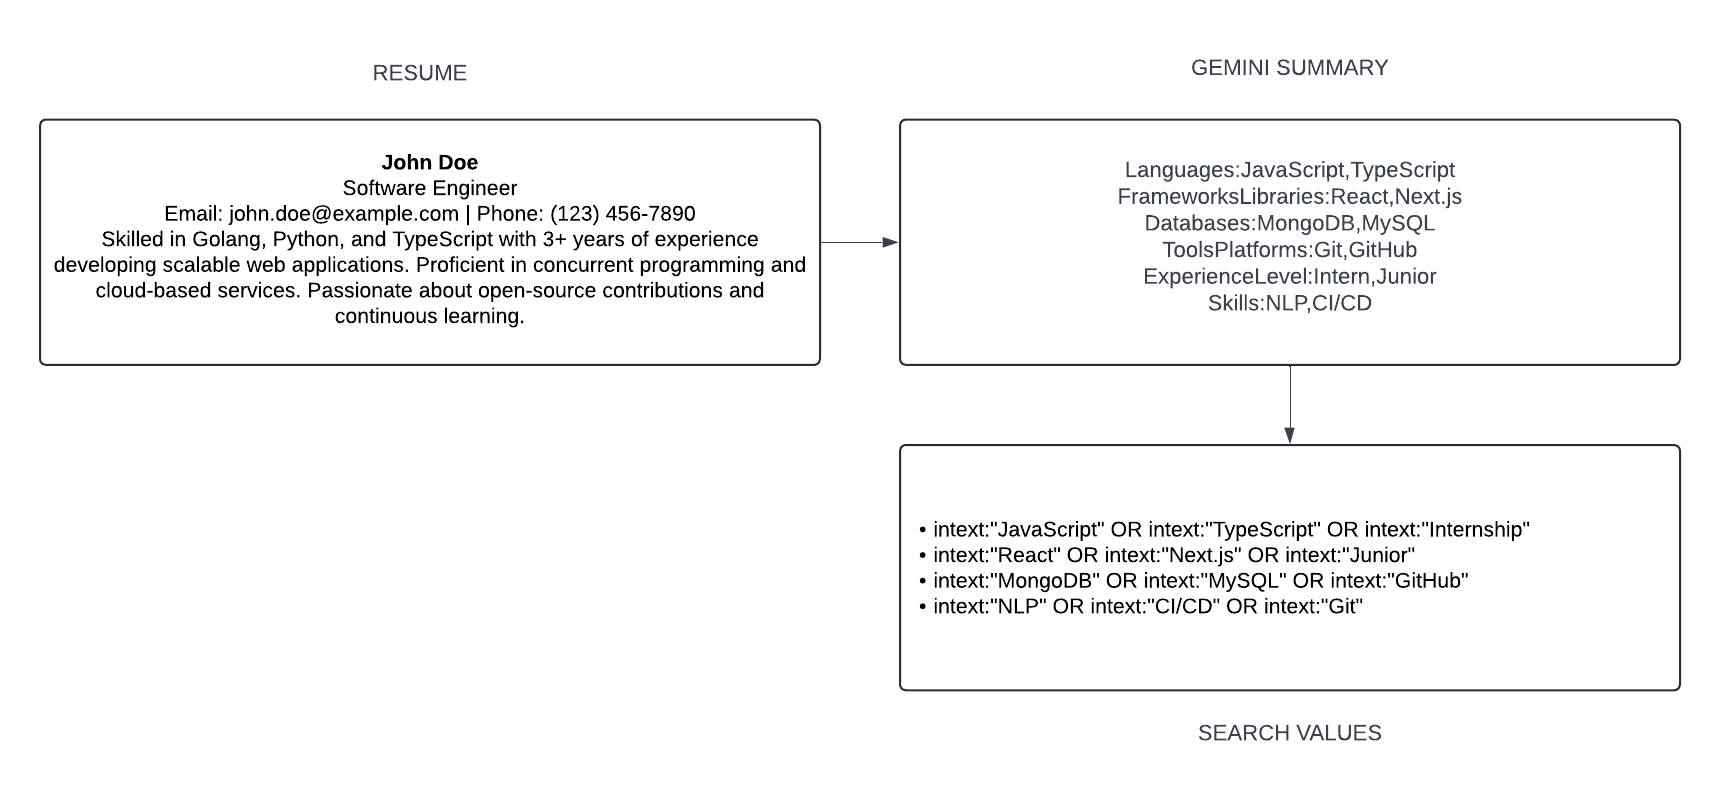 RESUME
John Doe
Software Engineer
Email: john.doe@example.com | Phone: (123) 456-7890
Skilled in Golang, Python, and TypeScript with 3+ years of experience
developing scalable web applications. Proficient in concurrent programming and
cloud-based services. Passionate about open-source contributions and
continuous learning.
GEMINI SUMMARY
Languages:JavaScript,TypeScript
FrameworksLibraries:React,Next.js
Databases:MongoDB,MySQL
ToolsPlatforms:Git,GitHub
ExperienceLevel:Intern,Junior
Skills:NLP,CI/CD
• intext:"JavaScript" OR intext:"TypeScript" OR intext:"Internship"
• intext:"React" OR intext:"Next.js" OR intext:"Junior"
• intext:"MongoDB" OR intext:"MySQL" OR intext:"GitHub"
• intext:"NLP" OR intext:"CI/CD" OR intext:"Git"
SEARCH VALUES